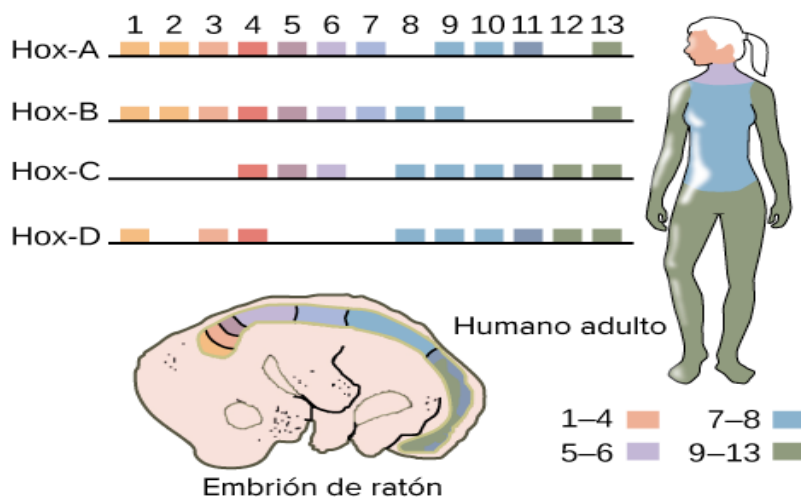 1 2 3 4 5 6 7 8 9 10 11 12 13
Hox-A
Hox-B
Hox-C
Hox-D
Humano adulto
1–4 7–8
5–6 9–13
Embrión de ratón